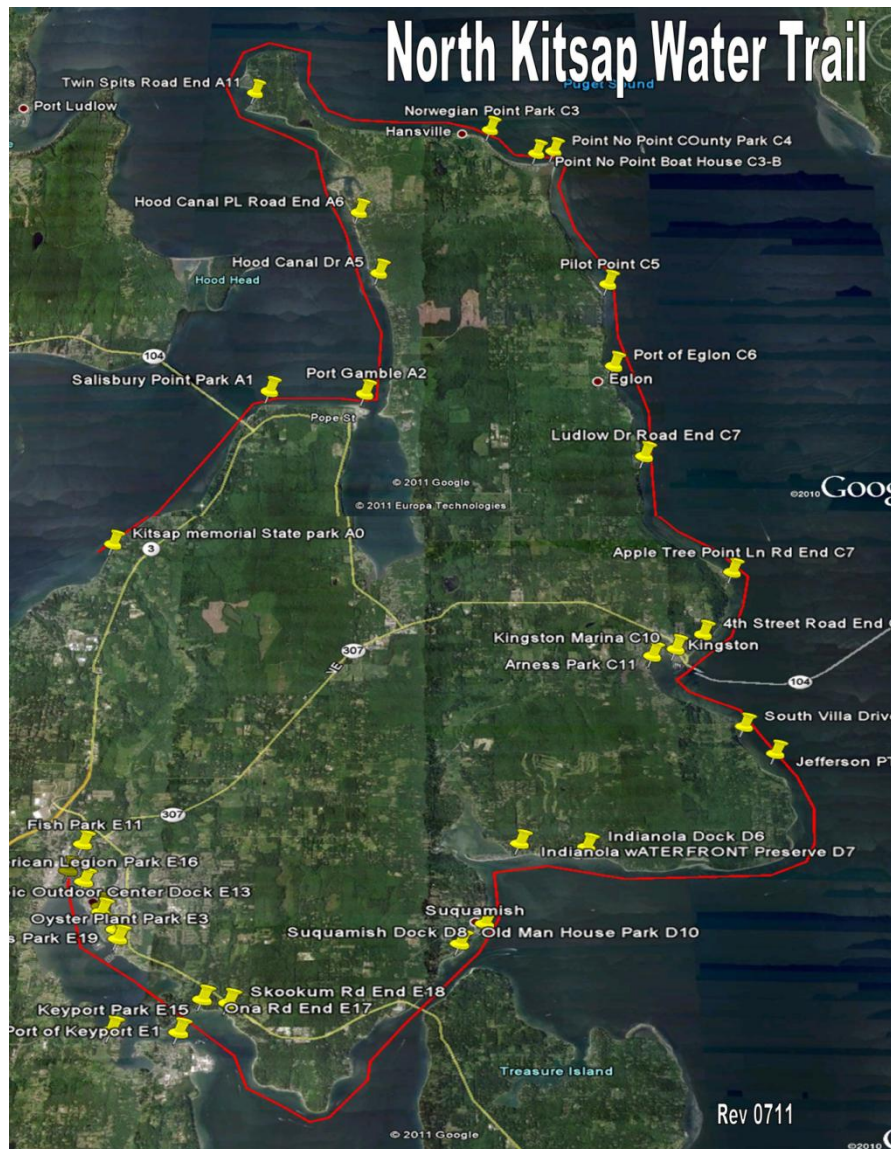 North Kitsap Water Trail
Puget Sound
Twin Spits Road End A11
Port Ludlow
Norwegian Point Park C3
Hansville
Point No Point COunty Park C4
Point No Point Boat House C3-B
Hood Canal PL Road End A6
Hood Canal Dr A5
Pilot Point C5
Hood Head
104
Port of Eglon C6
Eglon
Salisbury Point Park A1
Port Gamble A2
Pope St
Ludlow Dr Road End C7
© 2011 Google
© 2011 Europa Technologies
©2010 Goog
Kitsap memorial State park A0
3
Apple Tree Point Ln Rd End C7
4th Street Road End C
Kingston Marina C10
Kingston
Arness Park C11
307
NE
104
South Villa Drive
Jefferson PT
307
Fish Park E11
Indianola Dock D6
Indianola wATERFRONT Preserve D7
erican Legion Park E16
ic Outdoor Center Dock E13
Oyster Plant Park E3
s Park E19
Suquamish
Suquamish Dock D8
Old Man House Park D10
Skookum Rd End E18
Ona Rd End E17
Keyport Park E15
Port of Keyport E1
Treasure Island
Rev 0711
© 2011 Google
©2010 G